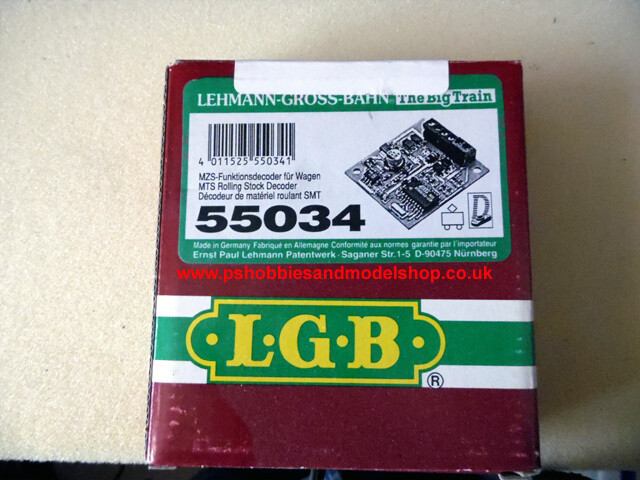 LEHMANN-GROSS-BAHN The Big Train
4 011525 550341
MZS-Funktionsdecoder für Wagen
MTS Rolling Stock Decoder
Décodeur de matériel roulant SMT
55034
Made in Germany Fabriqué en Allemagne Conformité aux normes garantie par l'importateur
Ernst Paul Lehmann Patentwerk · Saganer Str. 1-5 D-90475 Nürnberg
www.pshobbiesandmodelshop.co.uk
·L·G·B·
®